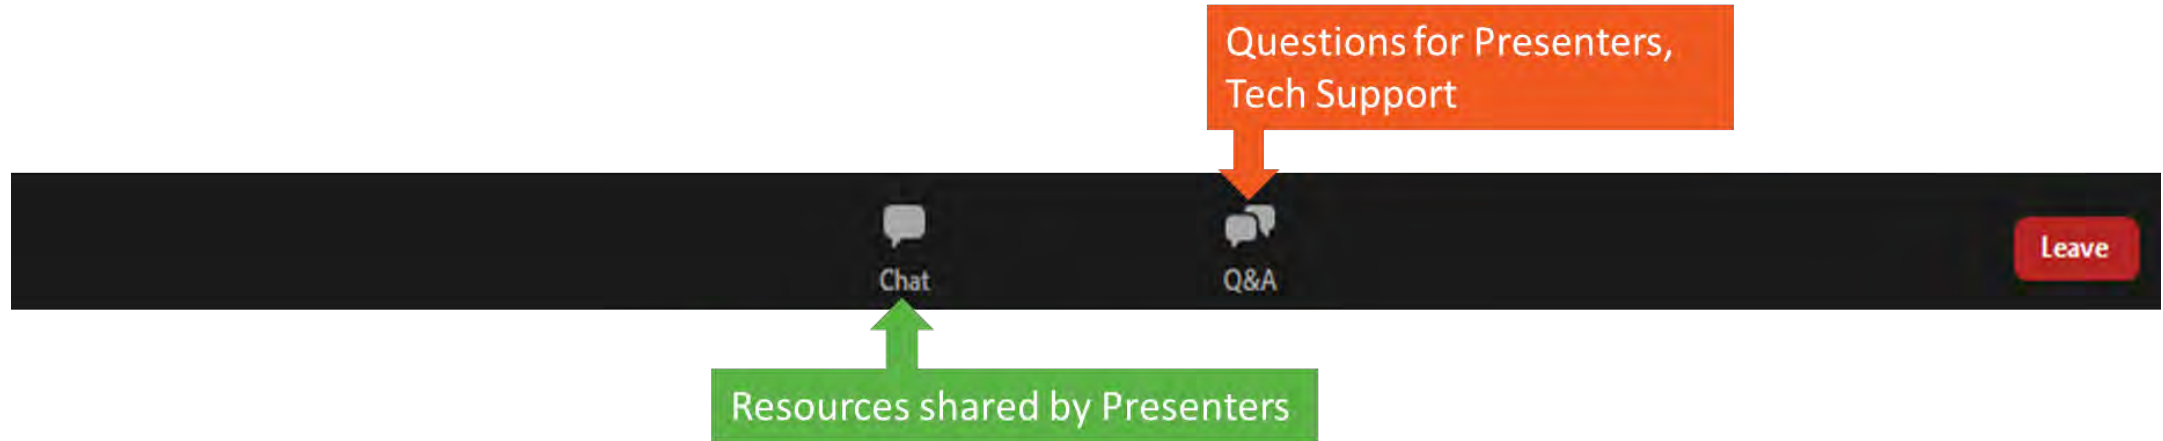 Questions for Presenters,
Tech Support
Chat
Q&A
Leave
Resources shared by Presenters